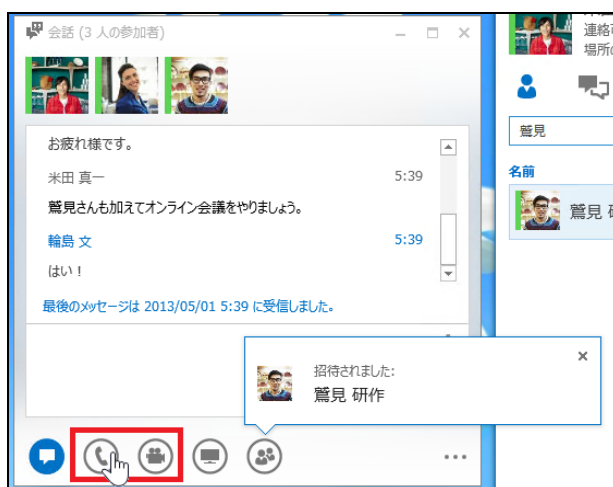 会話 (3 人の参加者)
お疲れ様です。
米田 真一 5:39
鷲見さんも加えてオンライン会議をやりましょう。
輪島 文 5:39
はい！
最後のメッセージは 2013/05/01 5:39 に受信しました。
招待されました:
鷲見 研作
連絡
場所の
鷲見
名前
鷲見